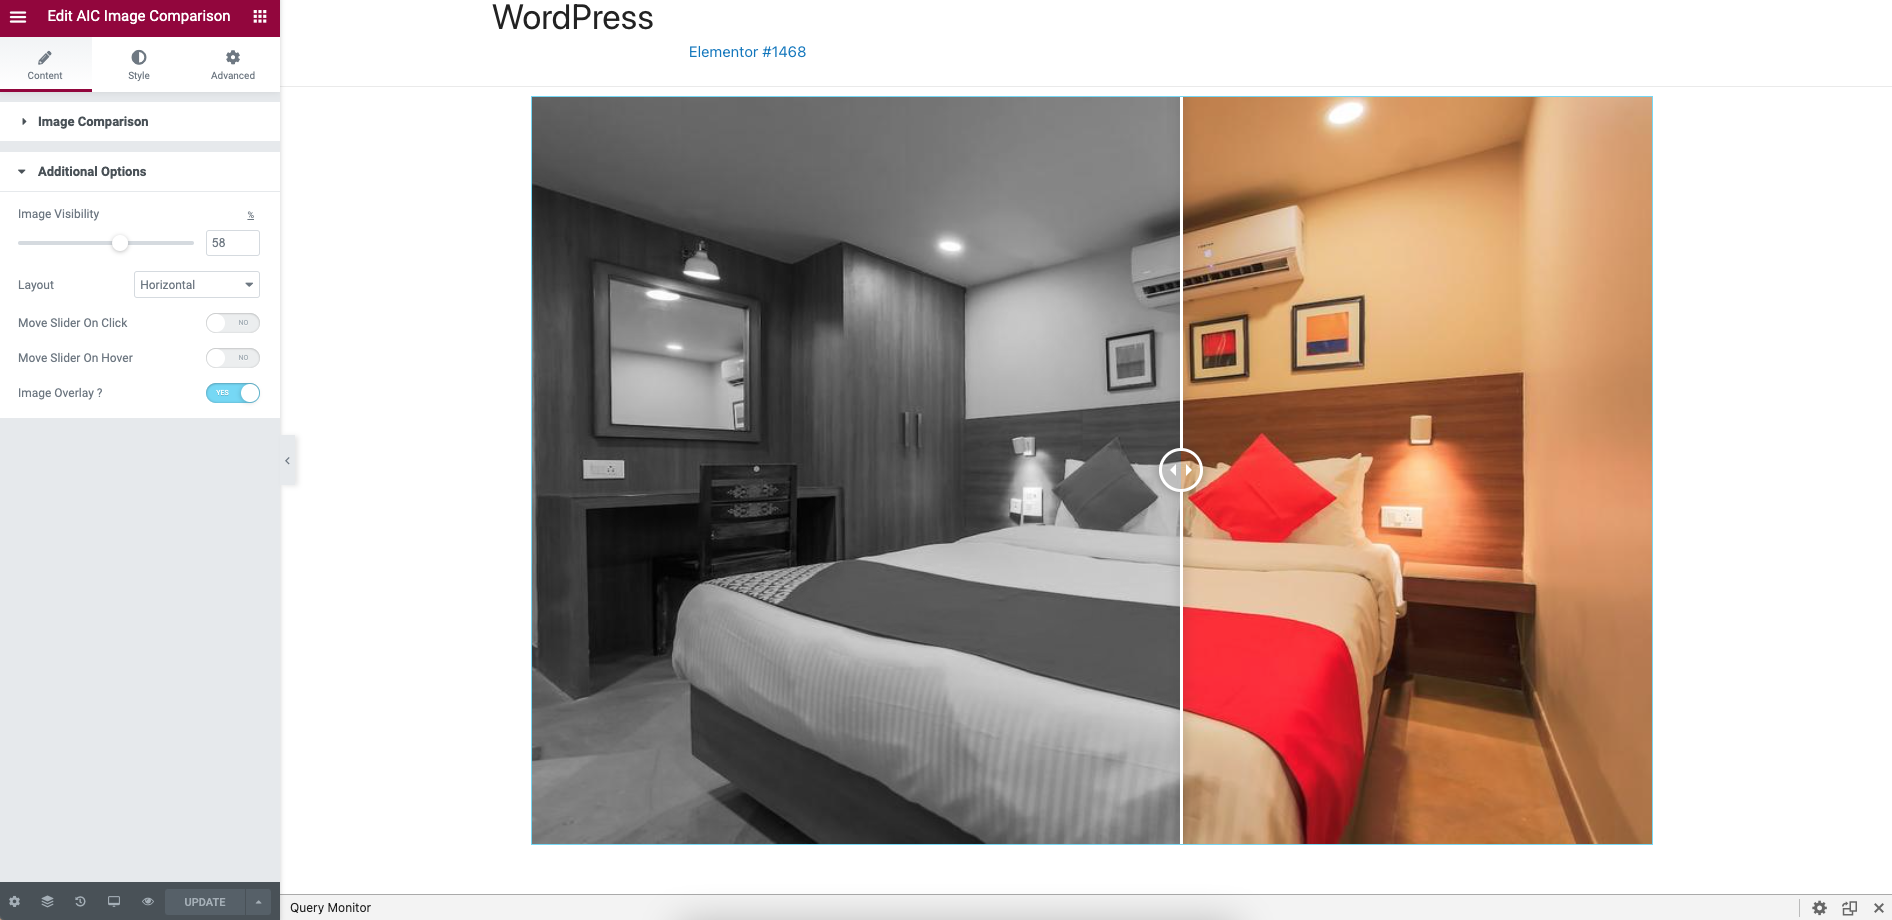 Edit AIC Image Comparison
Content
Style
Advanced
Image Comparison
Additional Options
Image Visibility
%
58
Layout
Horizontal
Move Slider On Click
NO
Move Slider On Hover
NO
Image Overlay ?
YES
UPDATE
WordPress
Elementor #1468
Query Monitor